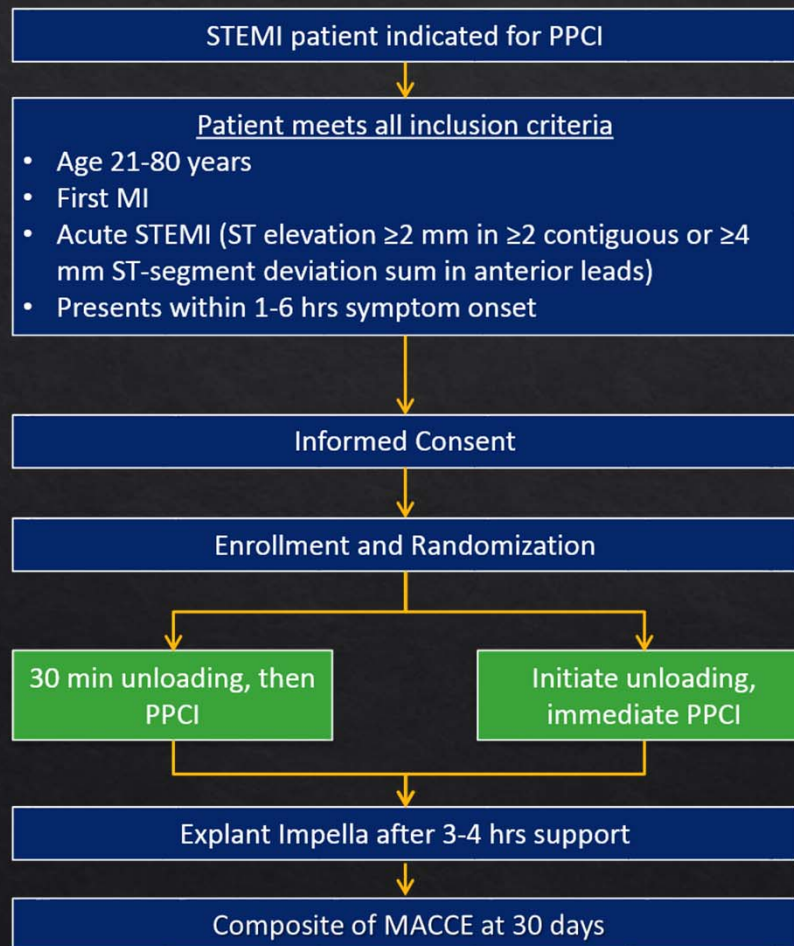 STEMI patient indicated for PPCI
Patient meets all inclusion criteria
• Age 21-80 years
• First MI
• Acute STEMI (ST elevation ≥2 mm in ≥2 contiguous or ≥4
mm ST-segment deviation sum in anterior leads)
• Presents within 1-6 hrs symptom onset
Informed Consent
Enrollment and Randomization
30 min unloading, then
PPCI
Initiate unloading,
immediate PPCI
Explant Impella after 3-4 hrs support
Composite of MACCE at 30 days